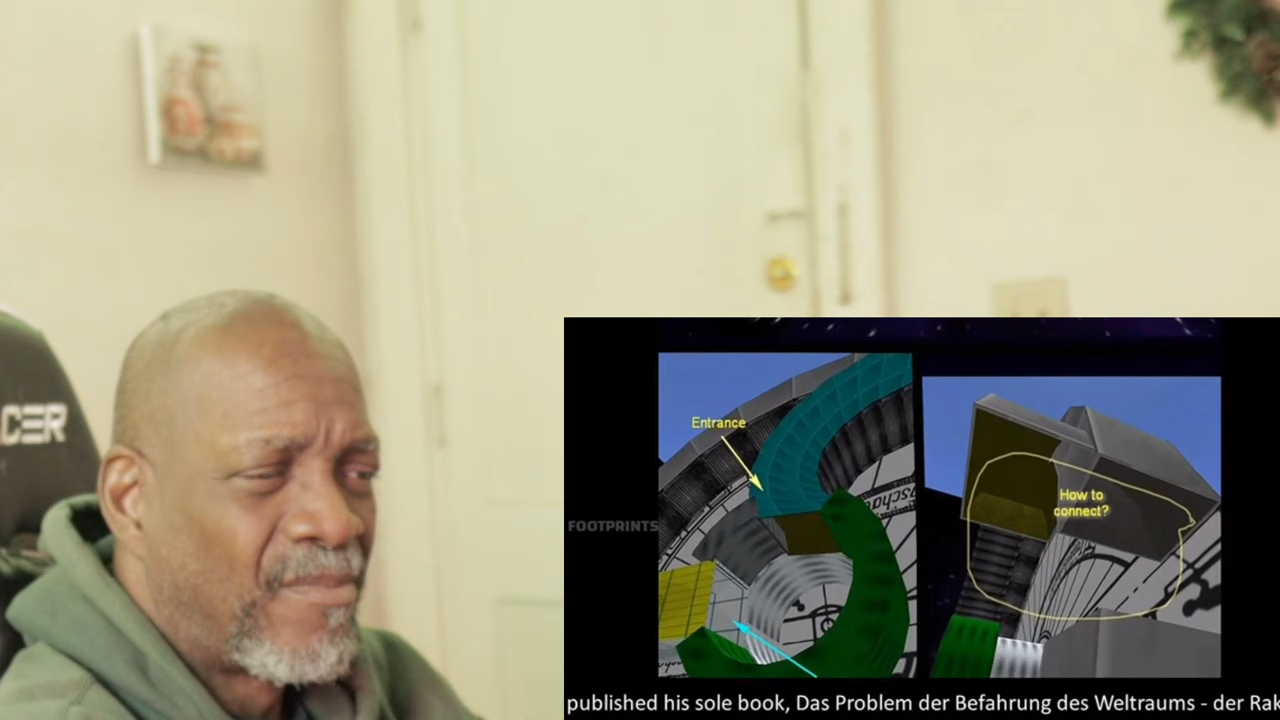 CER
Entrance
How to
connect?
FOOTPRINTS
published his sole book, Das Problem der Befahrung des Weltraums - der Rak